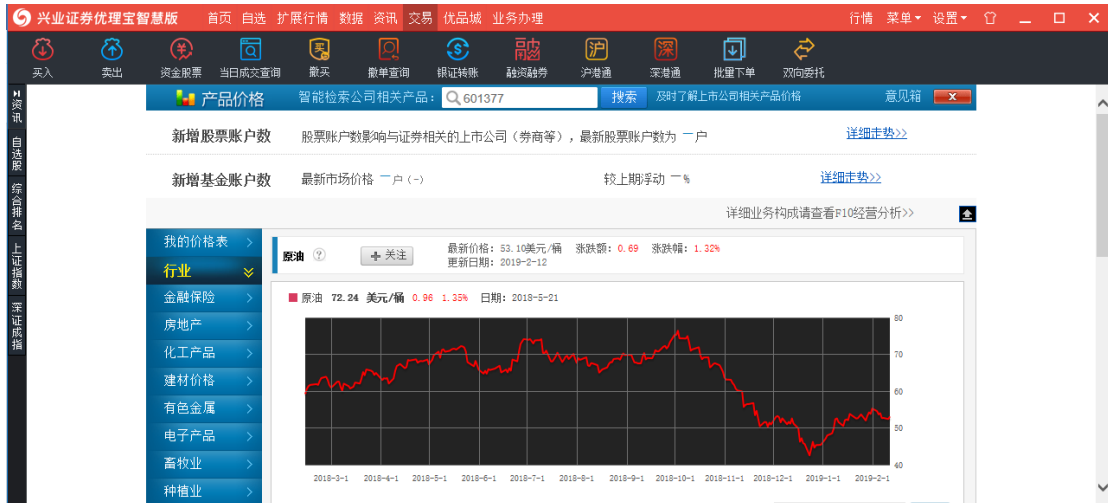 兴业证券优理宝智慧版 首页 自选 扩展行情 数据 资讯 交易 优品城 业务办理 行情 菜单 设置
买入 卖出 资金股票 当日成交查询 撤买 撤单查询 银证转账 融资融券 沪港通 深港通 批量下单 双向委托
资讯
自选股
综合排名
上证指数
深证成指
产品价格 智能检索公司相关产品: 601377 搜索 及时了解上市公司相关产品价格 意见箱 x
新增股票账户数 股票账户数影响与证券相关的上市公司（券商等），最新股票账户数为 一户 详细走势>>
新增基金账户数 最新市场价格 一户 (-) 较上期浮动 一% 详细走势>>
详细业务构成请查看F10经营分析>>
我的价格表 >
行业
金融保险 >
房地产 >
化工产品 >
建材价格 >
有色金属 >
电子产品 >
畜牧业 >
种植业 >
原油 ? + 关注 最新价格: 53.10美元/桶 涨跌额: 0.69 涨跌幅: 1.32%
更新日期: 2019-2-12
原油 72.24 美元/桶 0.96 1.35% 日期: 2018-5-21
80
70
60
50
40
2018-3-1 2018-4-1 2018-5-1 2018-6-1 2018-7-1 2018-8-1 2018-9-1 2018-10-1 2018-11-1 2018-12-1 2019-1-1 2019-2-1